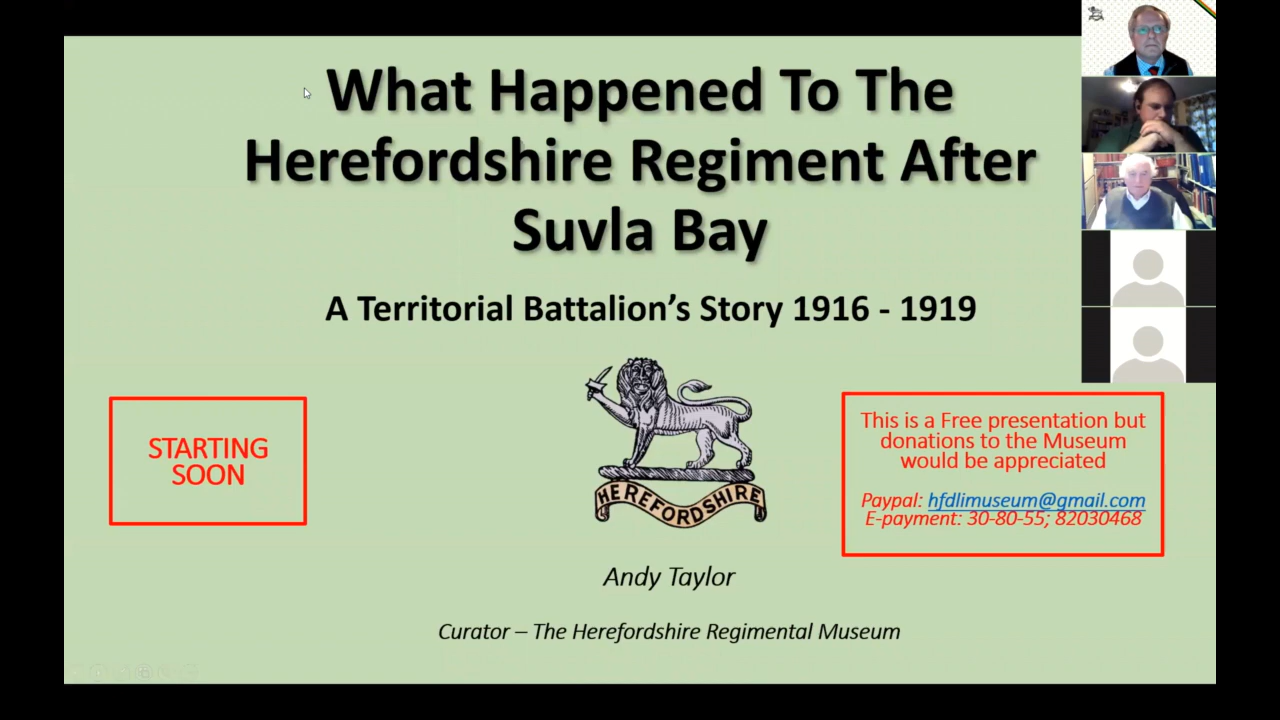 What Happened To The
Herefordshire Regiment After
Suvla Bay
A Territorial Battalion’s Story 1916 - 1919
STARTING
SOON
HEREFORDSHIRE
This is a Free presentation but
donations to the Museum
would be appreciated
Paypal: hfdlimuseum@gmail.com
E-payment: 30-80-55; 82030468
Andy Taylor
Curator – The Herefordshire Regimental Museum